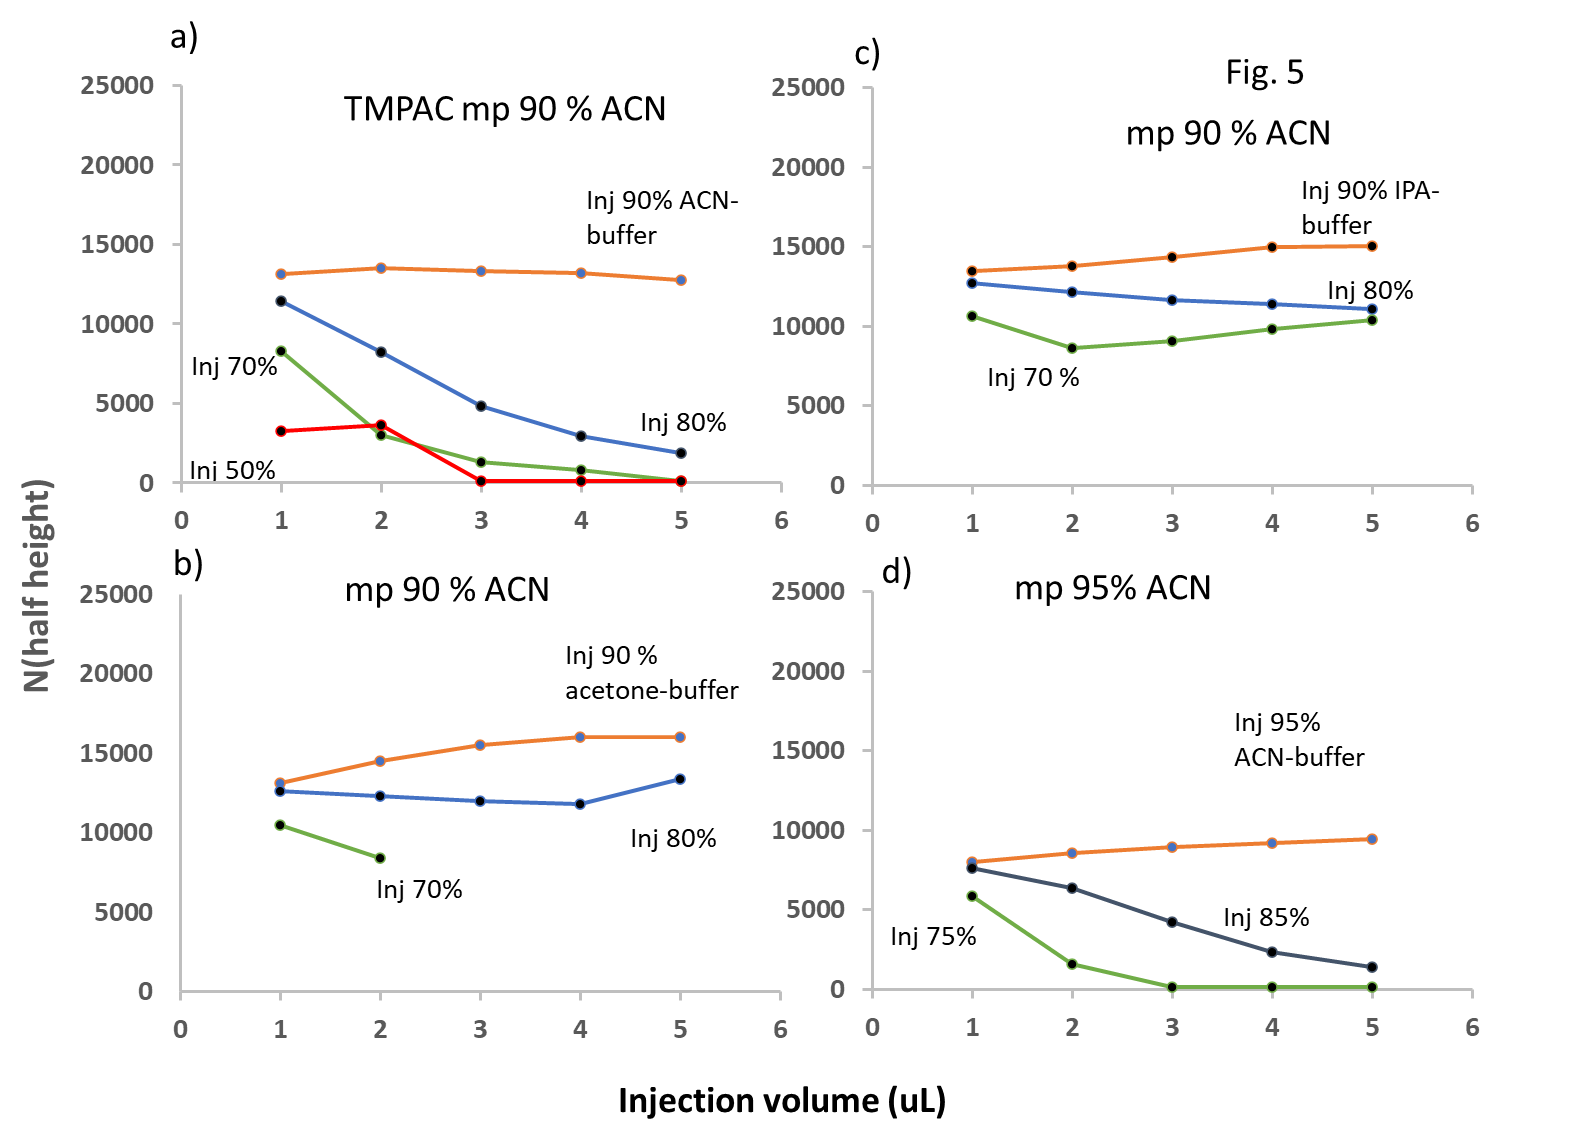 a)
TMPAC mp 90 % ACN
25000
20000
15000
10000
5000
0
Inj 90% ACN-
buffer
Inj 70%
Inj 80%
Inj 50%
0 1 2 3 4 5 6
c)
Fig. 5
mp 90 % ACN
25000
20000
15000
10000
5000
0
Inj 90% IPA-
buffer
Inj 80%
Inj 70 %
0 1 2 3 4 5 6
N(half height)
b)
mp 90 % ACN
25000
20000
15000
10000
5000
0
Inj 90 %
acetone-buffer
Inj 80%
Inj 70%
0 1 2 3 4 5 6
d)
mp 95% ACN
25000
20000
15000
10000
5000
0
Inj 95%
ACN-buffer
Inj 85%
Inj 75%
0 1 2 3 4 5 6
Injection volume (uL)